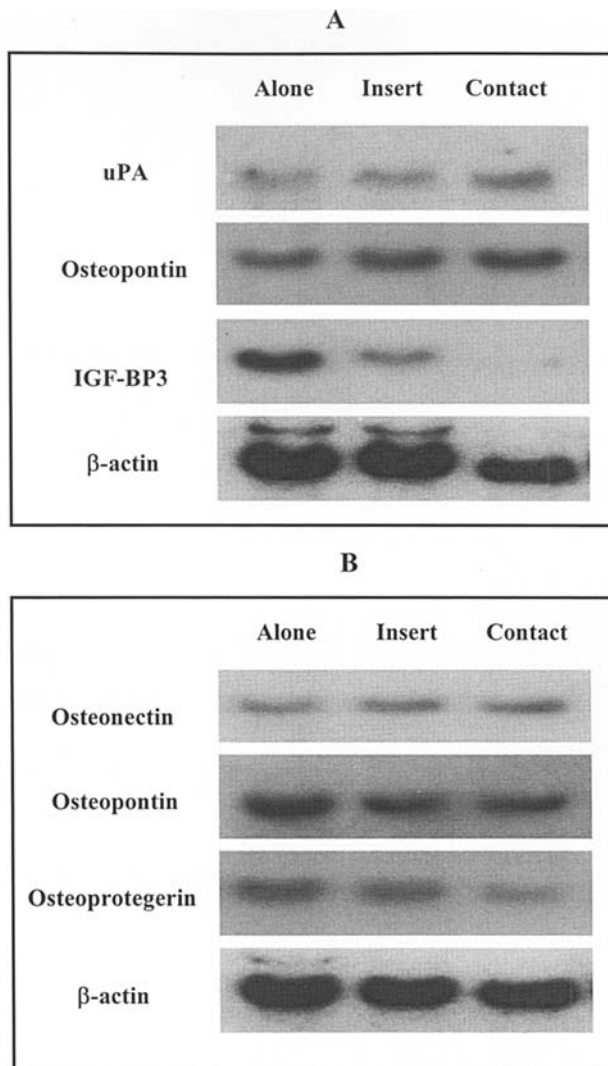 A
Alone Insert Contact
uPA
Osteopontin
IGF-BP3
β-actin
B
Alone Insert Contact
Osteonectin
Osteopontin
Osteoprotegerin
β-actin